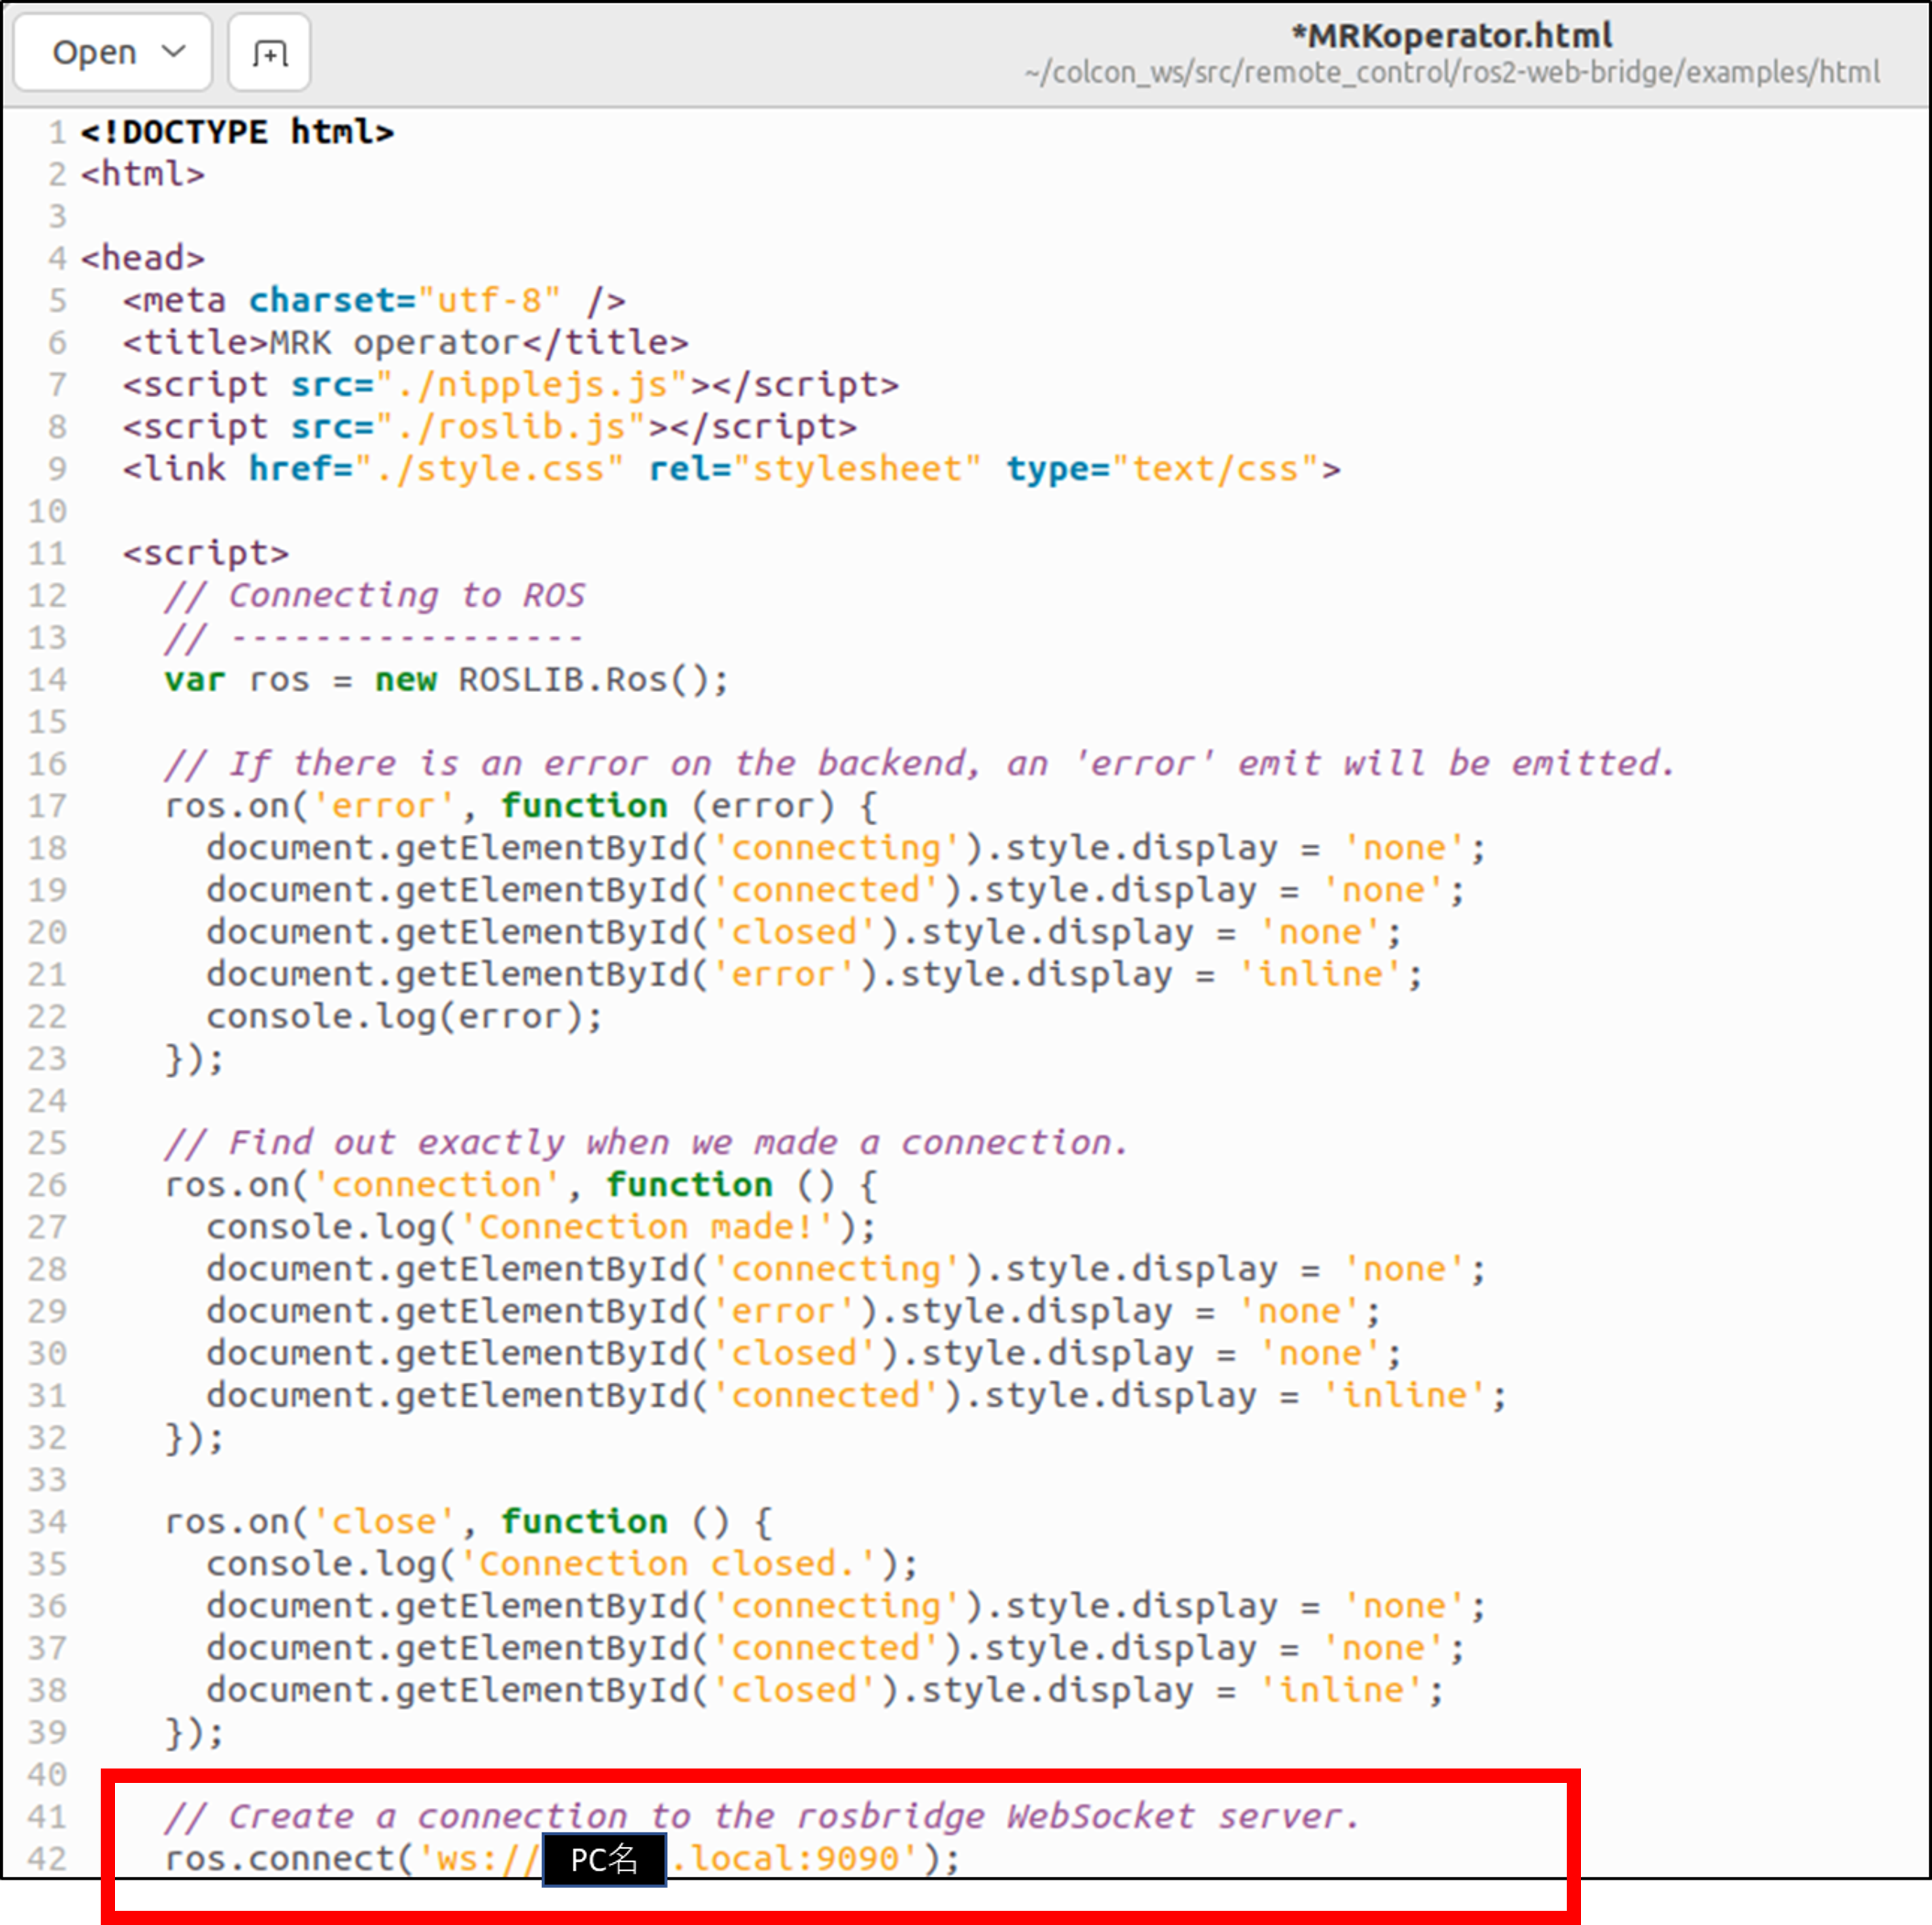 Open
*MRKoperator.html
~/colcon_ws/src/remote_control/ros2-web-bridge/examples/html
1 <!DOCTYPE html>
2 <html>
3
4 <head>
5   <meta charset="utf-8" />
6   <title>MRK operator</title>
7   <script src="./nipplejs.js"></script>
8   <script src="./roslib.js"></script>
9   <link href="./style.css" rel="stylesheet" type="text/css">
10
11   <script>
12     // Connecting to ROS
13     // -----------------
14     var ros = new ROSLIB.Ros();
15
16     // If there is an error on the backend, an 'error' emit will be emitted.
17     ros.on('error', function (error) {
18       document.getElementById('connecting').style.display = 'none';
19       document.getElementById('connected').style.display = 'none';
20       document.getElementById('closed').style.display = 'none';
21       document.getElementById('error').style.display = 'inline';
22       console.log(error);
23     });
24
25     // Find out exactly when we made a connection.
26     ros.on('connection', function () {
27       console.log('Connection made!');
28       document.getElementById('connecting').style.display = 'none';
29       document.getElementById('error').style.display = 'none';
30       document.getElementById('closed').style.display = 'none';
31       document.getElementById('connected').style.display = 'inline';
32     });
33
34     ros.on('close', function () {
35       console.log('Connection closed.');
36       document.getElementById('connecting').style.display = 'none';
37       document.getElementById('connected').style.display = 'none';
38       document.getElementById('closed').style.display = 'inline';
39     });
40
41     // Create a connection to the rosbridge WebSocket server.
42     ros.connect('ws://PC名.local:9090');